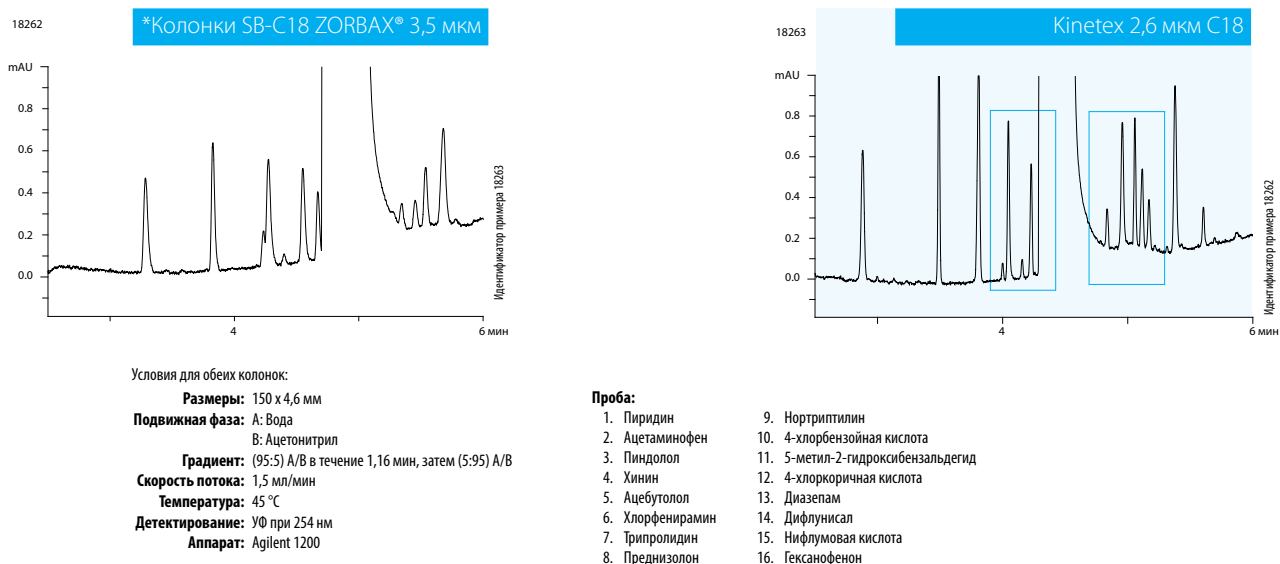 18262
*Колонки SB-C18 ZORBAX® 3,5 мкм
mAU
0.8
0.6
0.4
0.2
0.0
4
6 мин
Идентификатор примера 18263
18263
Kinetex 2,6 мкм C18
mAU
0.8
0.6
0.4
0.2
0.0
4
6 мин
Идентификатор примера 18262
Условия для обеих колонок:
Размеры: 150 x 4,6 мм
Подвижная фаза: А: Вода
В: Ацетонитрил
Градиент: (95:5) A/B в течение 1,16 мин, затем (5:95) A/B
Скорость потока: 1,5 мл/мин
Температура: 45 °C
Детектирование: УФ при 254 нм
Аппарат: Agilent 1200
Проба:
1. Пиридин
2. Ацетаминофен
3. Пиндолол
4. Хинин
5. Ацебутолол
6. Хлорфенирамин
7. Трипролидин
8. Преднизолон
9. Нортриптилин
10. 4-хлорбензойная кислота
11. 5-метил-2-гидроксибензальдегид
12. 4-хлоркоричная кислота
13. Диазепам
14. Дифлунисал
15. Нифлумовая кислота
16. Гексанофенон